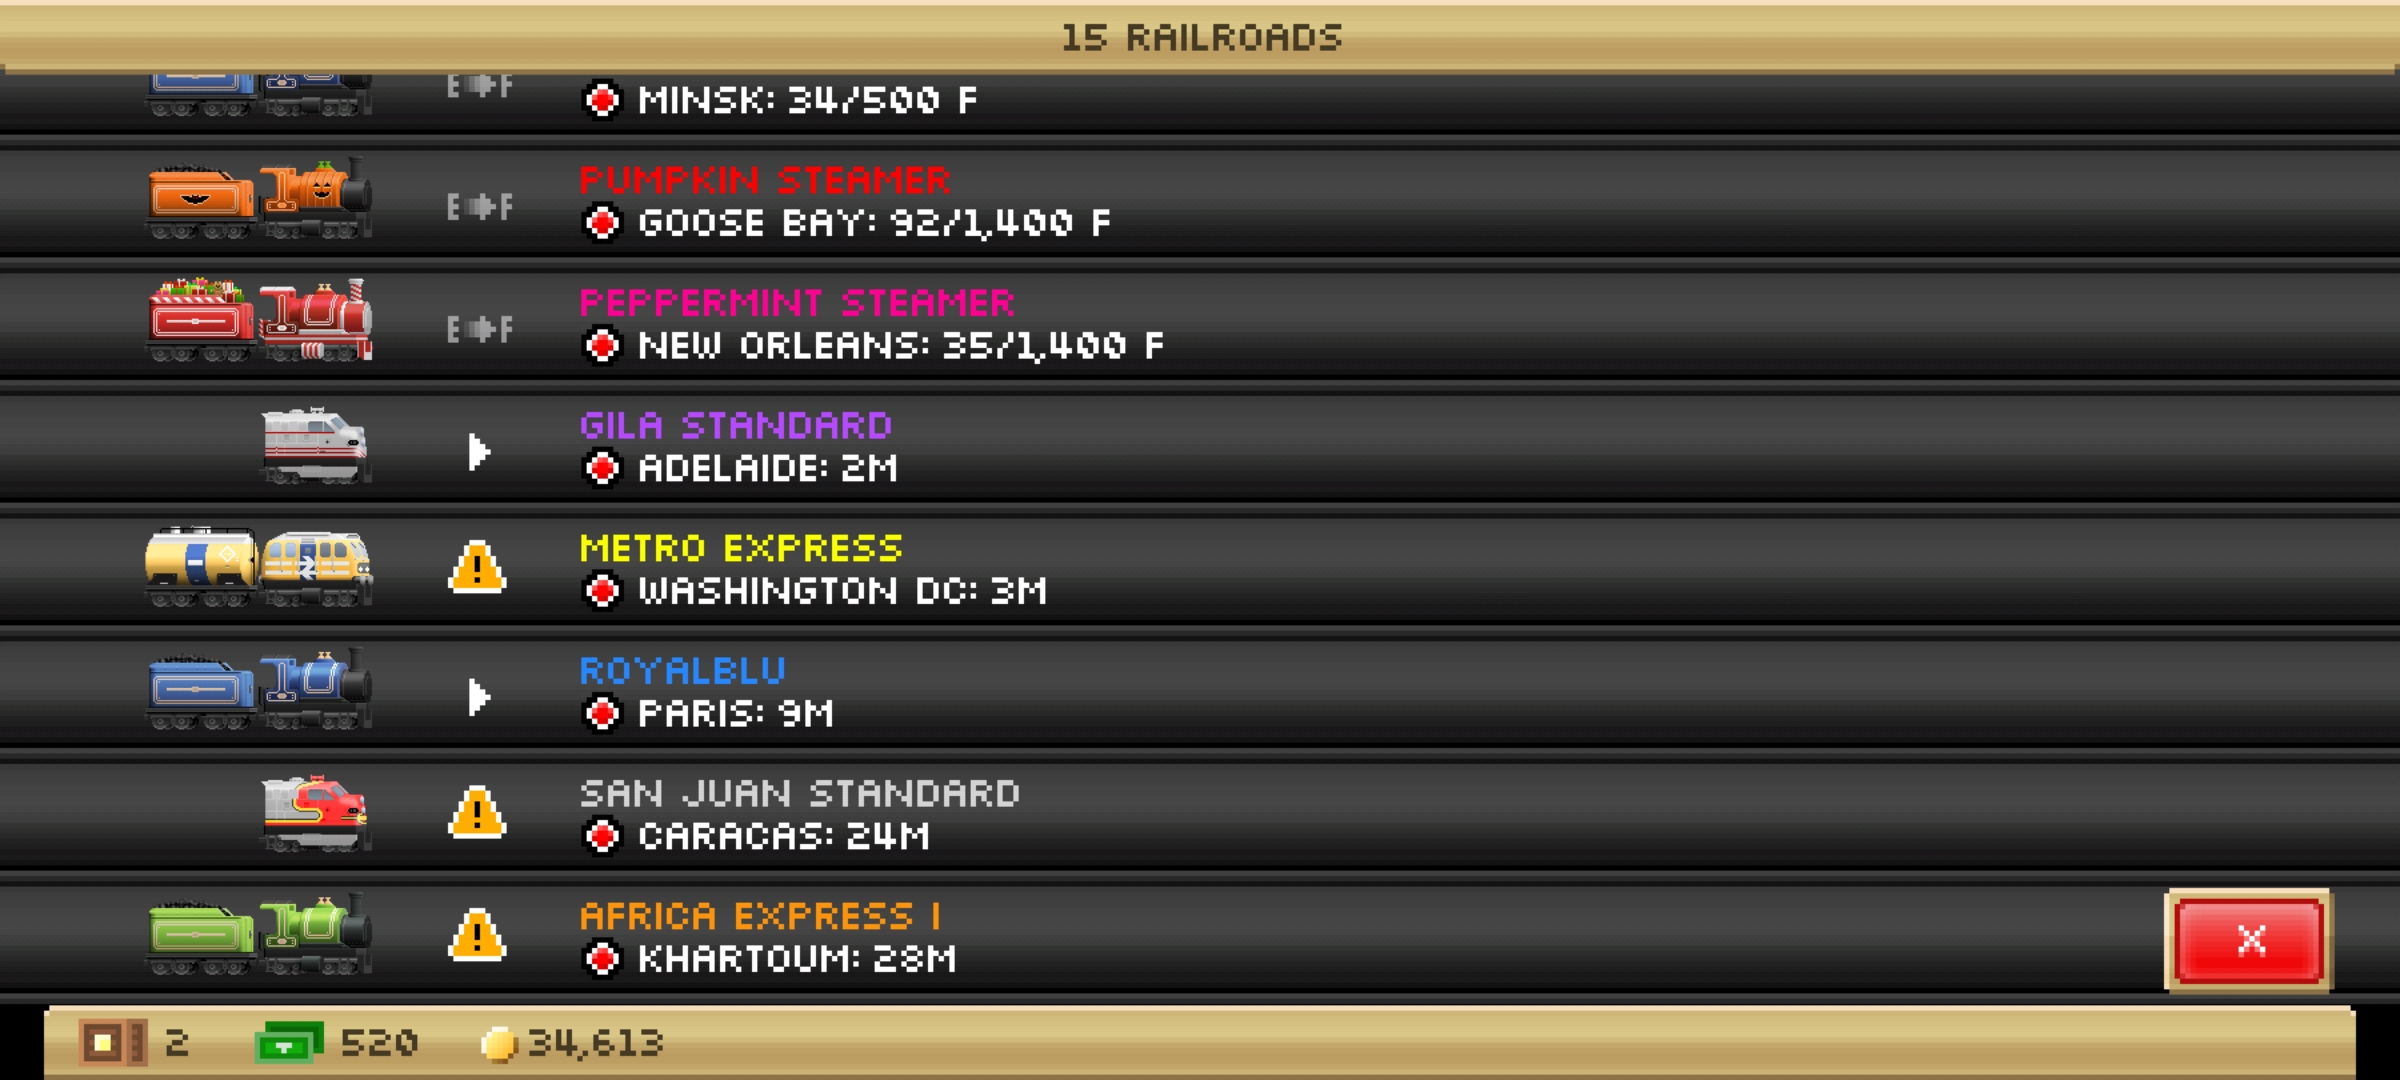 15 RAILROADS
E F
MINSK: 34/500 F
PUMPKIN STEAMER
E F
GOOSE BAY: 92/1,400 F
PEPPERMINT STEAMER
E F
NEW ORLEANS: 35/1,400 F
GILA STANDARD
ADELAIDE: 2M
METRO EXPRESS
!
WASHINGTON DC: 3M
ROYALBLU
PARIS: 9M
SAN JUAN STANDARD
!
CARACAS: 24M
AFRICA EXPRESS I
!
KHARTOUM: 28M
X
2 520 34,613